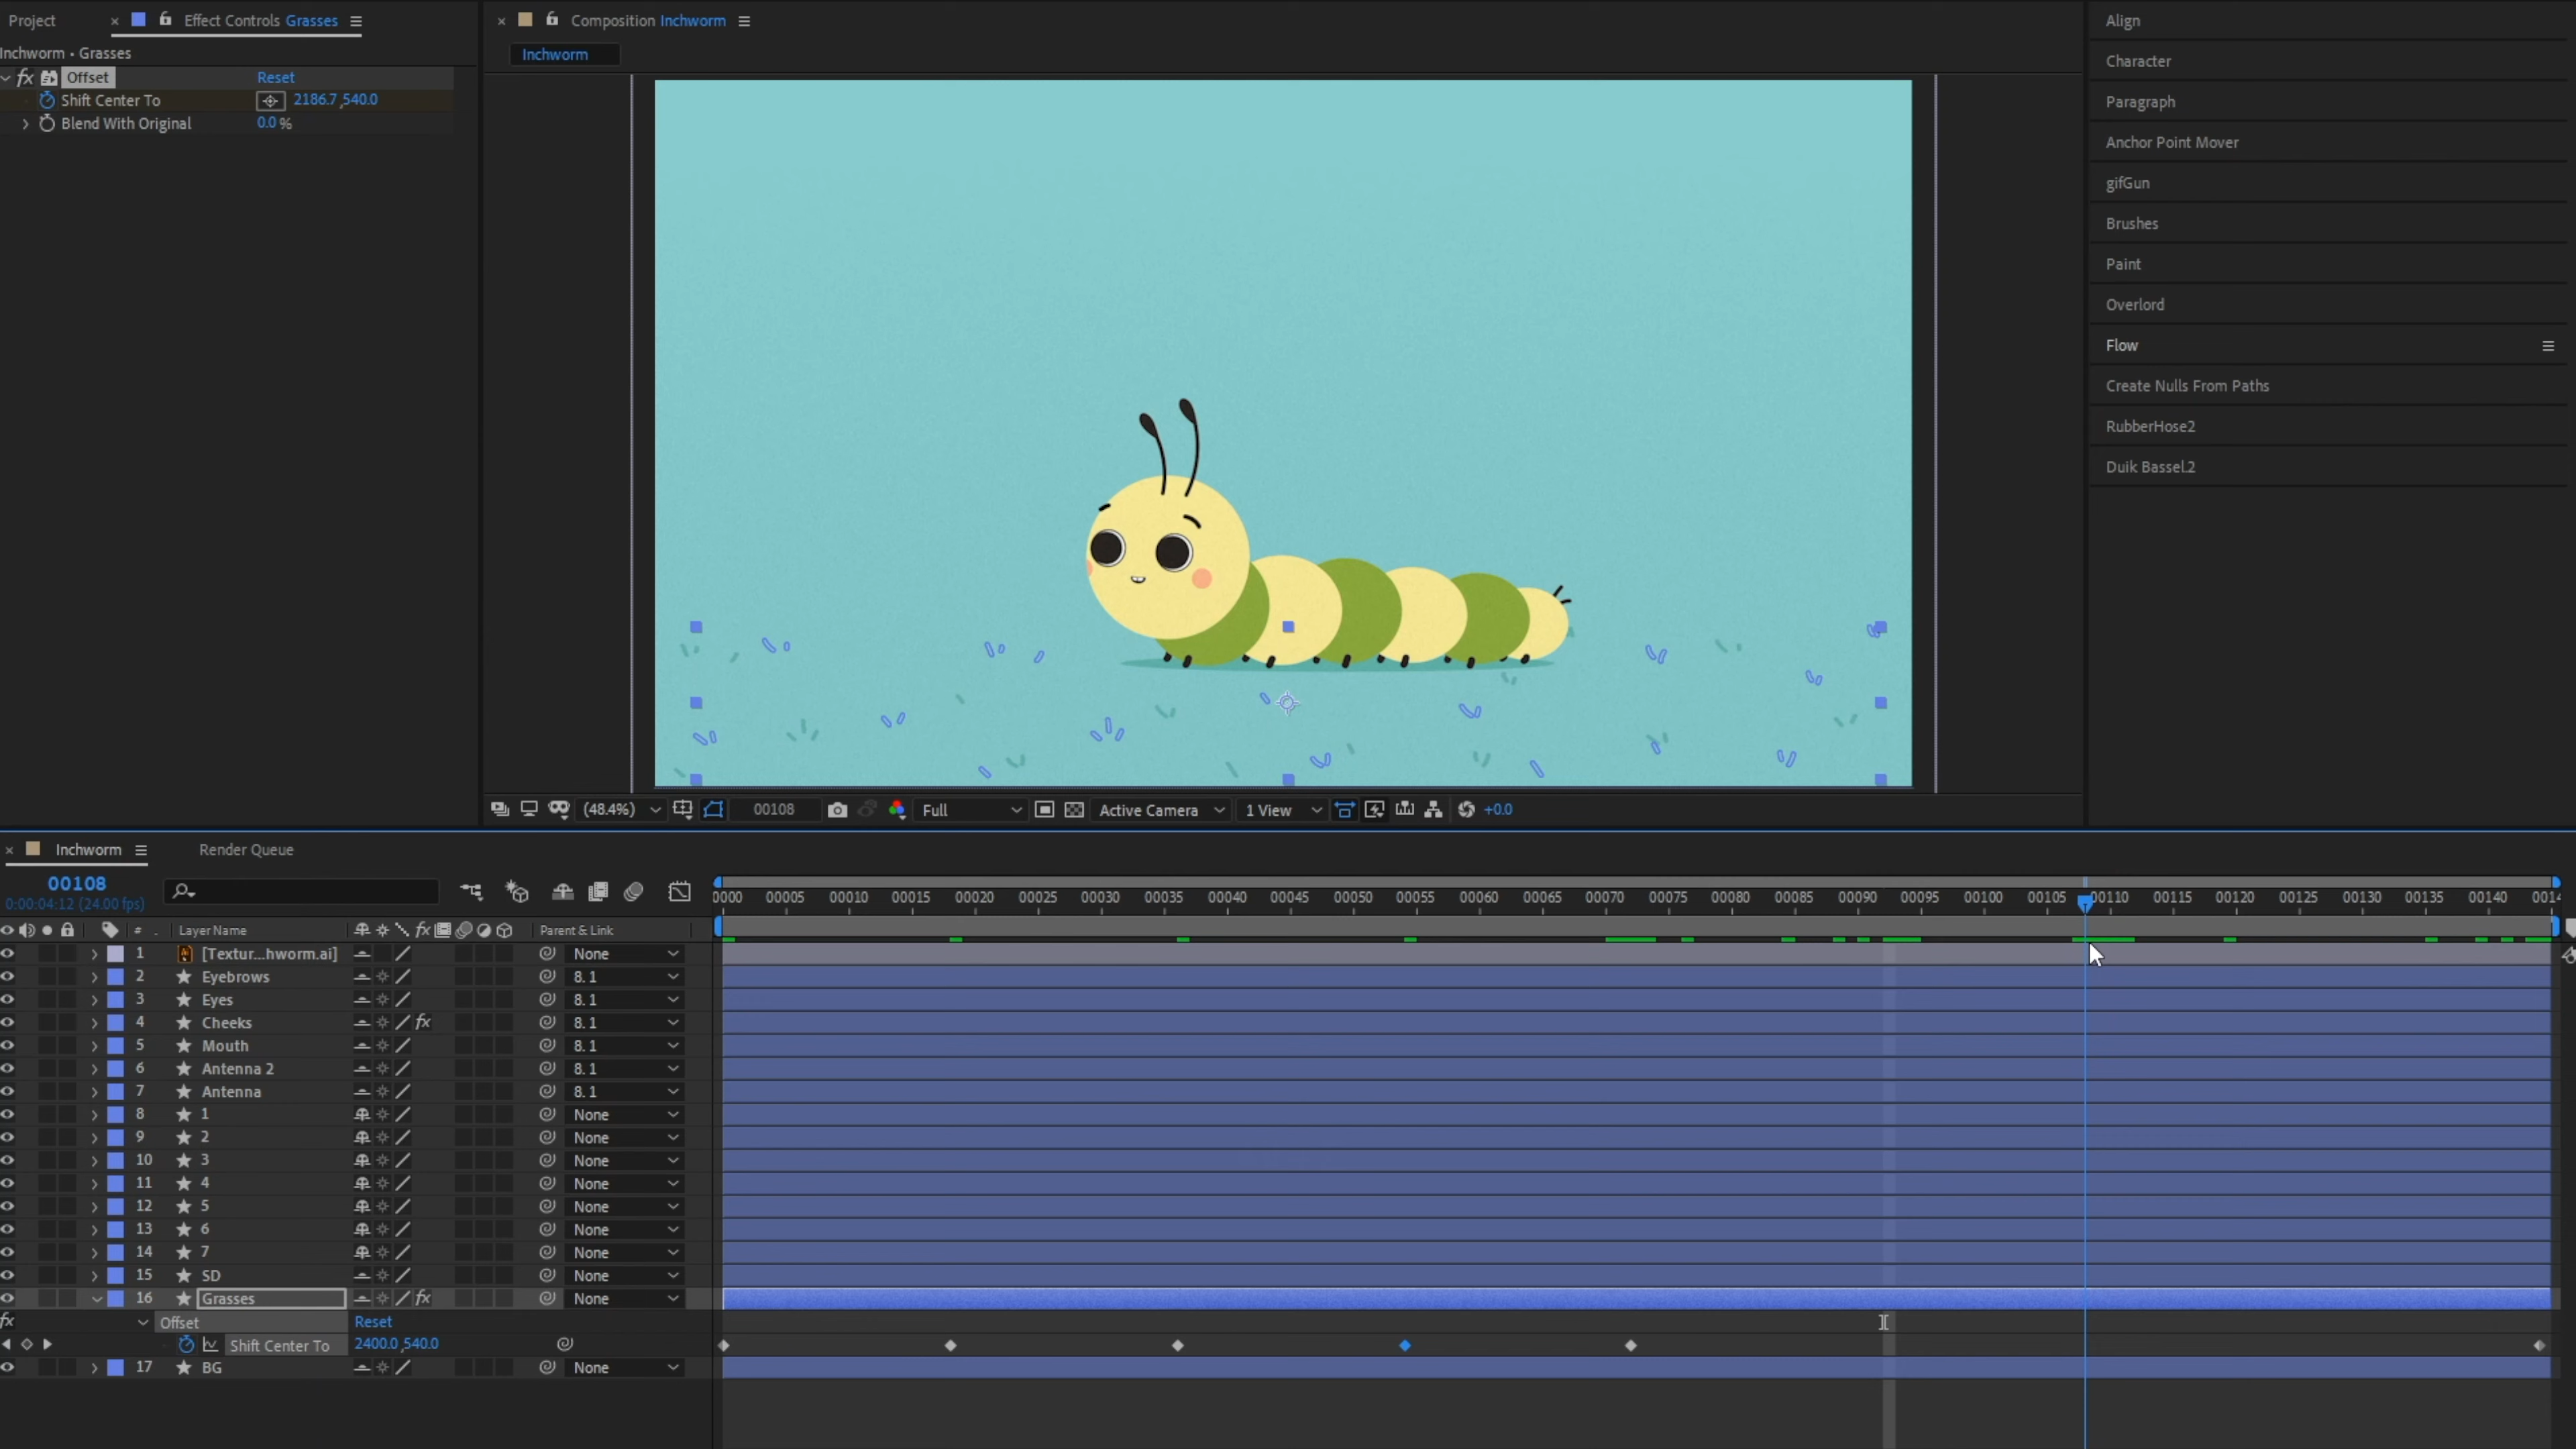 Project
Effect Controls Grasses
Inchworm • Grasses
fx Offset Reset
Shift Center To 2186.7 ,540.0
Blend With Original 0.0 %
Composition Inchworm
Inchworm
(48.4%) 00108 Full Active Camera 1 View +0.0
Align
Character
Paragraph
Anchor Point Mover
gifGun
Brushes
Paint
Overlord
Flow
Create Nulls From Paths
RubberHose2
Duik Bassel.2
Inchworm Render Queue
00108
0:00:04:12 (24.00 fps)
0000 00005 00010 00015 00020 00025 00030 00035 00040 00045 00050 00055 00060 00065 00070 00075 00080 00085 00090 00095 00100 00105 00110 00115 00120 00125 00130 00135 00140 0014
# Layer Name fx Parent & Link
1 [Textur...hworm.ai] None
2 Eyebrows 8. 1
3 Eyes 8. 1
4 Cheeks fx 8. 1
5 Mouth 8. 1
6 Antenna 2 8. 1
7 Antenna 8. 1
8 1 None
9 2 None
10 3 None
11 4 None
12 5 None
13 6 None
14 7 None
15 SD None
16 Grasses fx None
fx Offset Reset
Shift Center To 2400.0 ,540.0
17 BG None